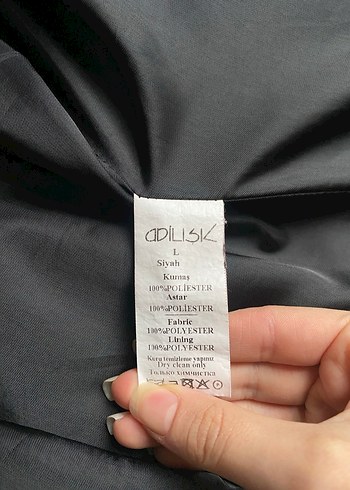 adilışık
L
Siyah
Kumaş
100%POLİESTER
Astar
100%POLİESTER
Fabric
100%POLYESTER
Lining
100%POLYESTER
Kuru temizleme yapınız
Dry clean only
Только химчистка